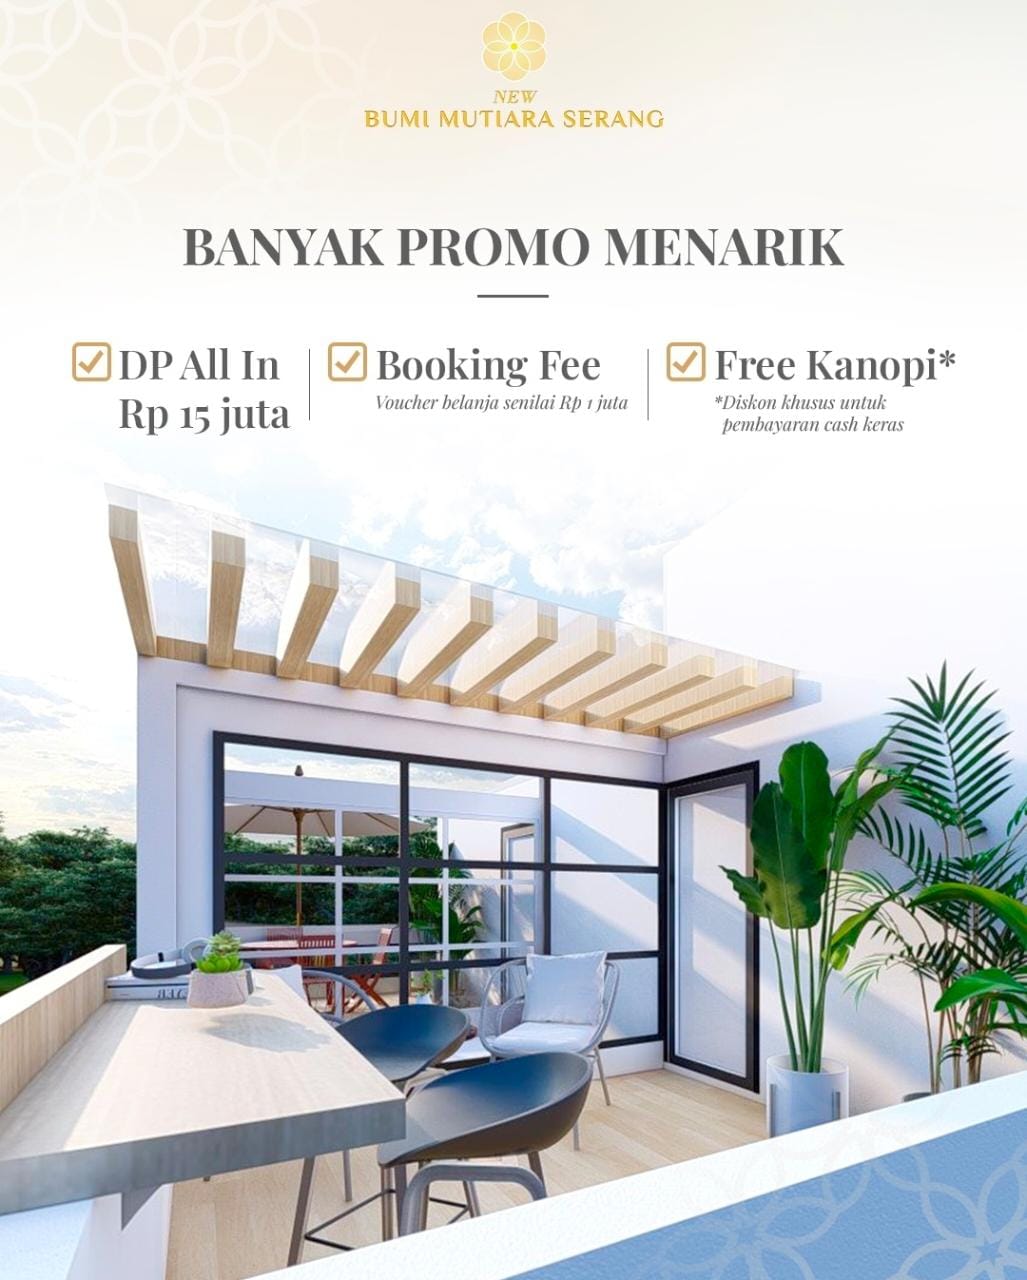 NEW
BUMI MUTIARA SERANG
BANYAK PROMO MENARIK
DP All In
Rp 15 juta
Booking Fee
Voucher belanja senilai Rp 1 juta
Free Kanopi*
*Diskon khusus untuk
pembayaran cash keras